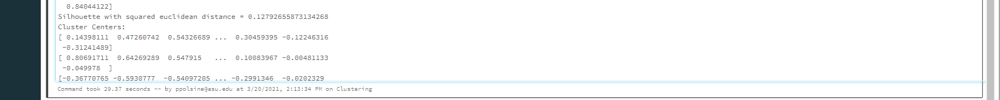 0.84044122]
Silhouette with squared euclidean distance = 0.12792655873134268
Cluster Centers:
[ 0.14398111  0.47260742  0.54326689 ...  0.30459395 -0.12246316
 -0.31241489]
[ 0.80691711  0.64269289  0.547915   ...  0.10083967 -0.00481133
 -0.049978  ]
[-0.36770765 -0.5930777  -0.54097205 ... -0.2991346  -0.0202329
Command took 29.37 seconds -- by ppolsine@asu.edu at 3/20/2021, 2:13:34 PM on Clustering